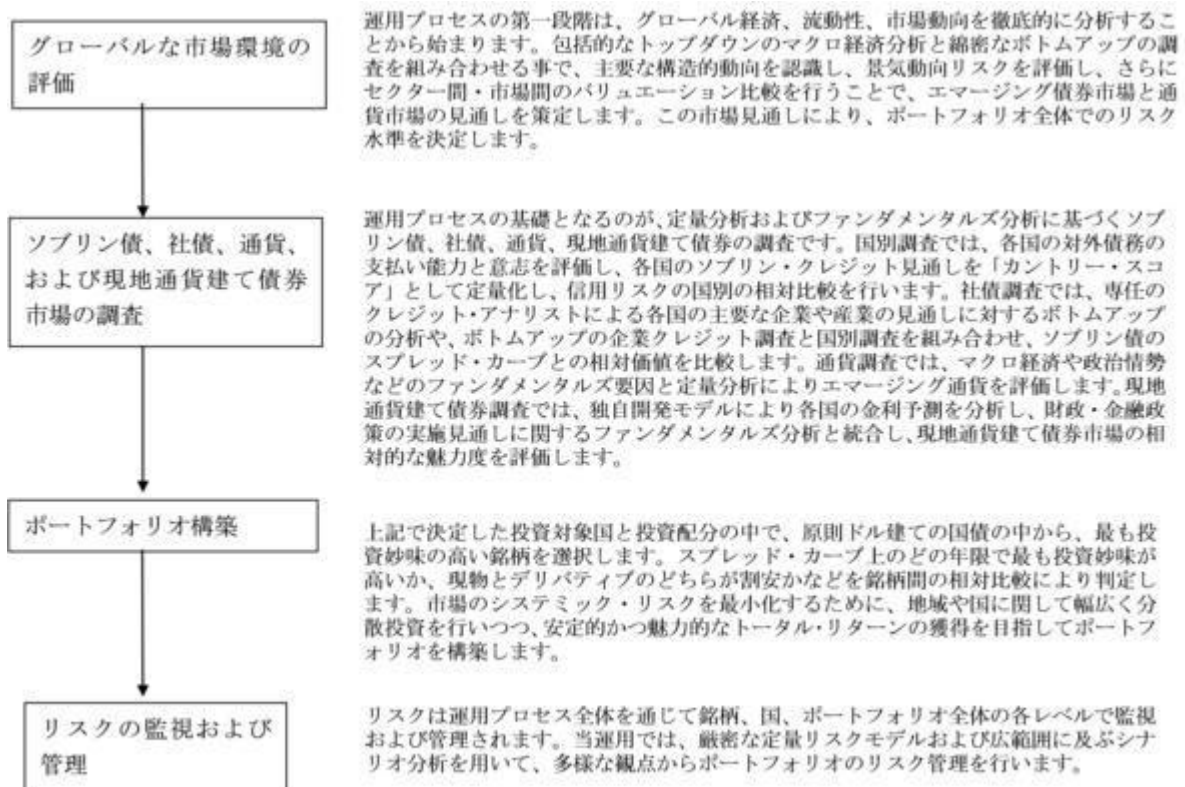 グローバルな市場環境の
評価
運用プロセスの第一段階は、グローバル経済、流動性、市場動向を徹底的に分析するこ
とから始まります。包括的なトップダウンのマクロ経済分析と綿密なボトムアップの調
査を組み合わせる事で、主要な構造的動向を認識し、景気動向リスクを評価し、さらに
セクター間・市場間のバリュエーション比較を行うことで、エマージング債券市場と通
貨市場の見通しを策定します。この市場見通しにより、ポートフォリオ全体でのリスク
水準を決定します。
ソブリン債、社債、通貨、
および現地通貨建て債券
市場の調査
運用プロセスの基礎となるのが、定量分析およびファンダメンタルズ分析に基づくソブ
リン債、社債、通貨、現地通貨建て債券の調査です。国別調査では、各国の対外債務の
支払い能力と意志を評価し、各国のソブリン・クレジット見通しを「カントリー・スコ
ア」として定量化し、信用リスクの国別の相対比較を行います。社債調査では、専任の
クレジット・アナリストによる各国の主要な企業や産業の見通しに対するボトムアップ
の分析や、ボトムアップの企業クレジット調査と国別調査を組み合わせ、ソブリン債の
スプレッド・カーブとの相対価値を比較します。通貨調査では、マクロ経済や政治情勢
などのファンダメンタルズ要因と定量分析によりエマージング通貨を評価します。現地
通貨建て債券調査では、独自開発モデルにより各国の金利予測を分析し、財政・金融政
策の実施見通しに関するファンダメンタルズ分析と統合し、現地通貨建て債券市場の相
対的な魅力度を評価します。
ポートフォリオ構築
上記で決定した投資対象国と投資配分の中で、原則ドル建ての国債の中から、最も投
資妙味の高い銘柄を選択します。スプレッド・カーブ上のどの年限で最も投資妙味が
高いか、現物とデリバティブのどちらが割安かなどを銘柄間の相対比較により判定し
ます。市場のシステミック・リスクを最小化するために、地域や国に関して幅広く分
散投資を行いつつ、安定的かつ魅力的なトータル・リターンの獲得を目指してポートフ
ォリオを構築します。
リスクの監視および
管理
リスクは運用プロセス全体を通じて銘柄、国、ポートフォリオ全体の各レベルで監視
および管理されます。当運用では、厳密な定量リスクモデルおよび広範囲に及ぶシナ
リオ分析を用いて、多様な観点からポートフォリオのリスク管理を行います。